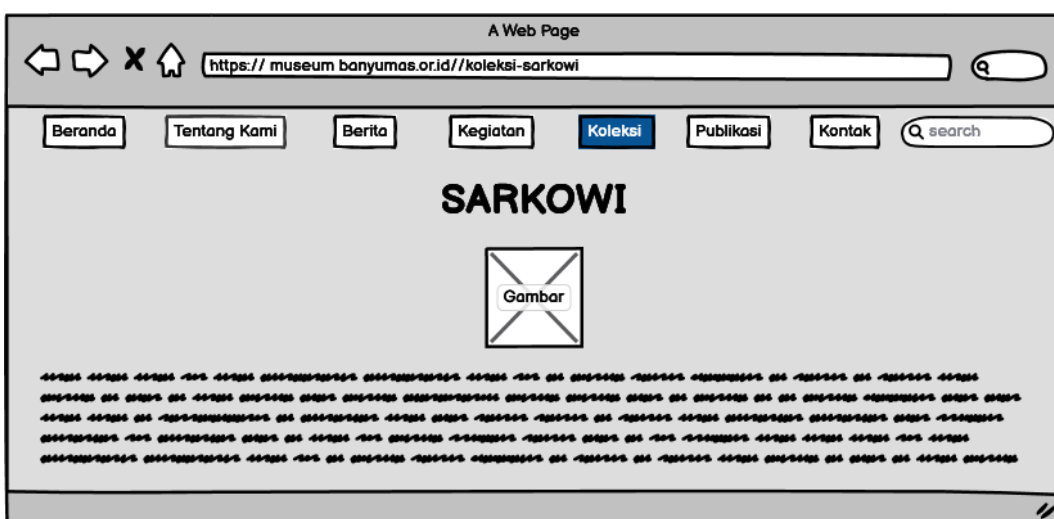 A Web Page
https:// museum banyumas.or.id//koleksi-sarkowi
Beranda Tentang Kami Berita Kegiatan Koleksi Publikasi Kontak search
SARKOWI
Gambar